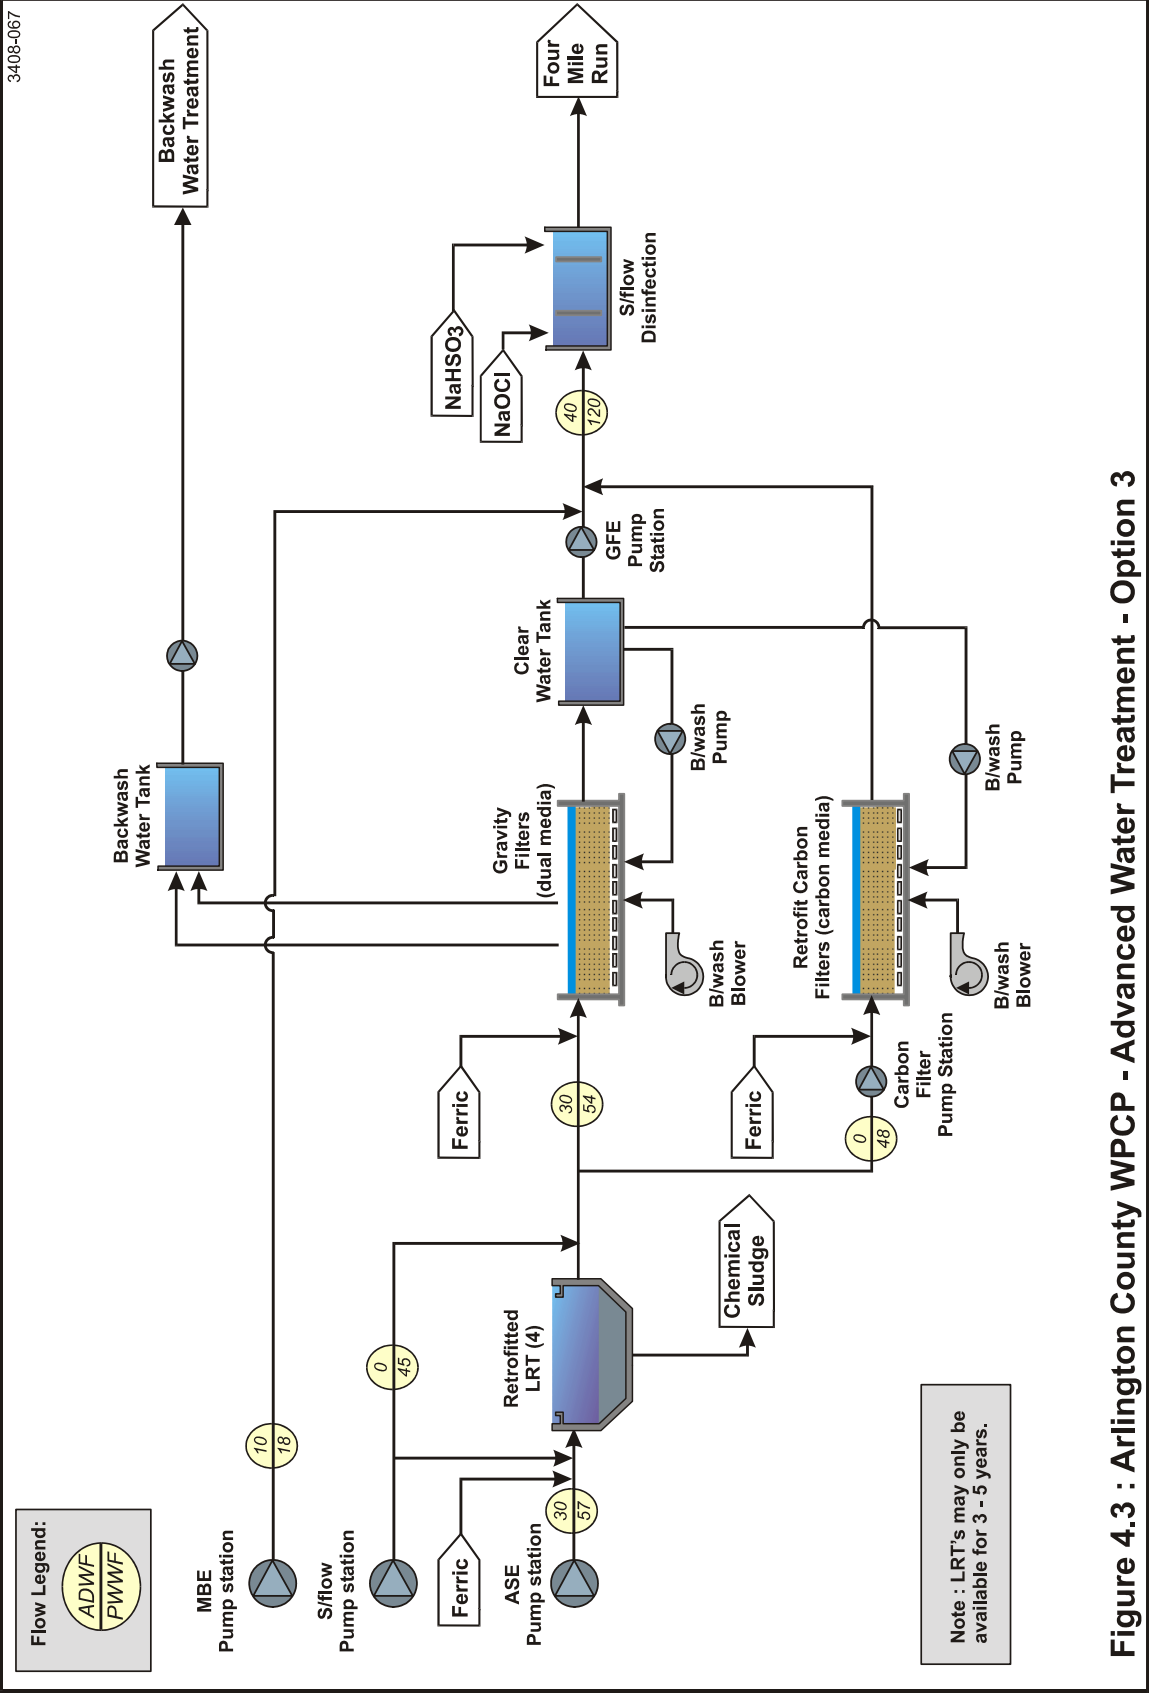 3408-067
Flow Legend:
ADWF
PWWF
Backwash
Water Tank
Backwash
Water Treatment
MBE
Pump station
10
18
S/flow
Pump station
0
45
Ferric
ASE
Pump station
30
57
Retrofitted
LRT (4)
Chemical
Sludge
Ferric
30
54
Gravity
Filters
(dual media)
B/wash
Blower
B/wash
Pump
Clear
Water Tank
GFE
Pump
Station
40
120
NaHSO3
NaOCl
S/flow
Disinfection
Four
Mile
Run
Ferric
0
48
Carbon
Filter
Pump Station
Retrofit Carbon
Filters (carbon media)
B/wash
Blower
B/wash
Pump
Note : LRT's may only be
available for 3 - 5 years.
Figure 4.3 : Arlington County WPCP - Advanced Water Treatment - Option 3